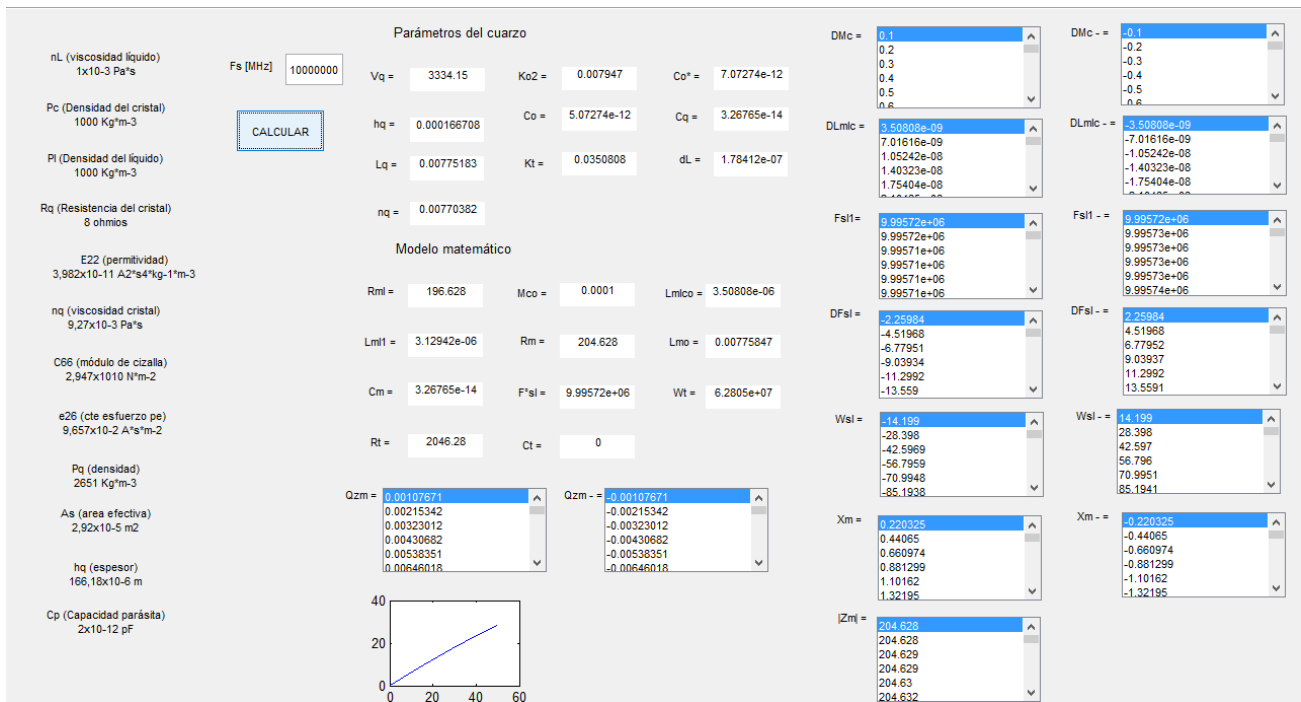 nL (viscosidad líquido)
1x10-3 Pa*s
Pc (Densidad del cristal)
1000 Kg*m-3
Pl (Densidad del líquido)
1000 Kg*m-3
Rq (Resistencia del cristal)
8 ohmios
E22 (permitividad)
3,982x10-11 A2*s4*kg-1*m-3
nq (viscosidad cristal)
9,27x10-3 Pa*s
C66 (módulo de cizalla)
2,947x1010 N*m-2
e26 (cte esfuerzo pe)
9,657x10-2 A*s*m-2
Pq (densidad)
2651 Kg*m-3
As (area efectiva)
2,92x10-5 m2
hq (espesor)
166,18x10-6 m
Cp (Capacidad parásita)
2x10-12 pF
Fs [MHz] 10000000
CALCULAR
Parámetros del cuarzo
Vq = 3334.15 Ko2 = 0.007947 Co* = 7.07274e-12
hq = 0.000166708 Co = 5.07274e-12 Cq = 3.26765e-14
Lq = 0.00775183 Kt = 0.0350808 dL = 1.78412e-07
nq = 0.00770382
Modelo matemático
Rml = 196.628 Mco = 0.0001 Lmlco = 3.50808e-06
Lml1 = 3.12942e-06 Rm = 204.628 Lmo = 0.00775847
Cm = 3.26765e-14 F*sl = 9.99572e+06 Wt = 6.2805e+07
Rt = 2046.28 Ct = 0
Qzm =
0.00107671
0.00215342
0.00323012
0.00430682
0.00538351
0.00646018
Qzm - =
-0.00107671
-0.00215342
-0.00323012
-0.00430682
-0.00538351
-0.00646018
40
20
0
0 20 40 60
DMc =
0.1
0.2
0.3
0.4
0.5
0.6
DMc - =
-0.1
-0.2
-0.3
-0.4
-0.5
-0.6
DLmlc =
3.50808e-09
7.01616e-09
1.05242e-08
1.40323e-08
1.75404e-08
DLmlc - =
-3.50808e-09
-7.01616e-09
-1.05242e-08
-1.40323e-08
-1.75404e-08
Fsl1=
9.99572e+06
9.99572e+06
9.99571e+06
9.99571e+06
9.99571e+06
9.99571e+06
Fsl1 - =
9.99572e+06
9.99573e+06
9.99573e+06
9.99573e+06
9.99573e+06
9.99574e+06
DFsl =
-2.25984
-4.51968
-6.77951
-9.03934
-11.2992
-13.559
DFsl - =
2.25984
4.51968
6.77952
9.03937
11.2992
13.5591
Wsl =
-14.199
-28.398
-42.5969
-56.7959
-70.9948
-85.1938
Wsl - =
14.199
28.398
42.597
56.796
70.9951
85.1941
Xm =
0.220325
0.44065
0.660974
0.881299
1.10162
1.32195
Xm - =
-0.220325
-0.44065
-0.660974
-0.881299
-1.10162
-1.32195
|Zm| =
204.628
204.628
204.629
204.629
204.63
204.632